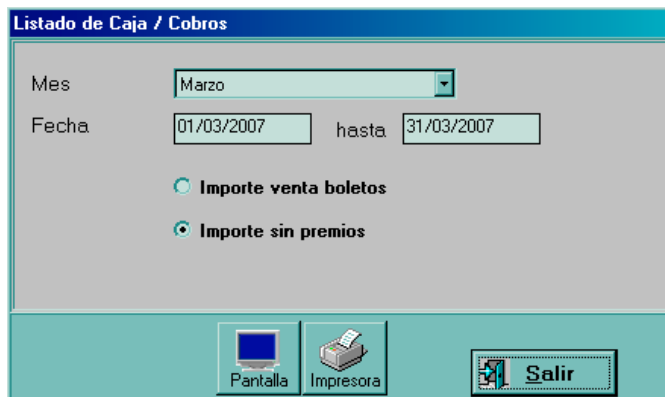 Listado de Caja / Cobros
Mes Marzo
Fecha 01/03/2007 hasta 31/03/2007
Importe venta boletos
Importe sin premios
Pantalla Impresora Salir